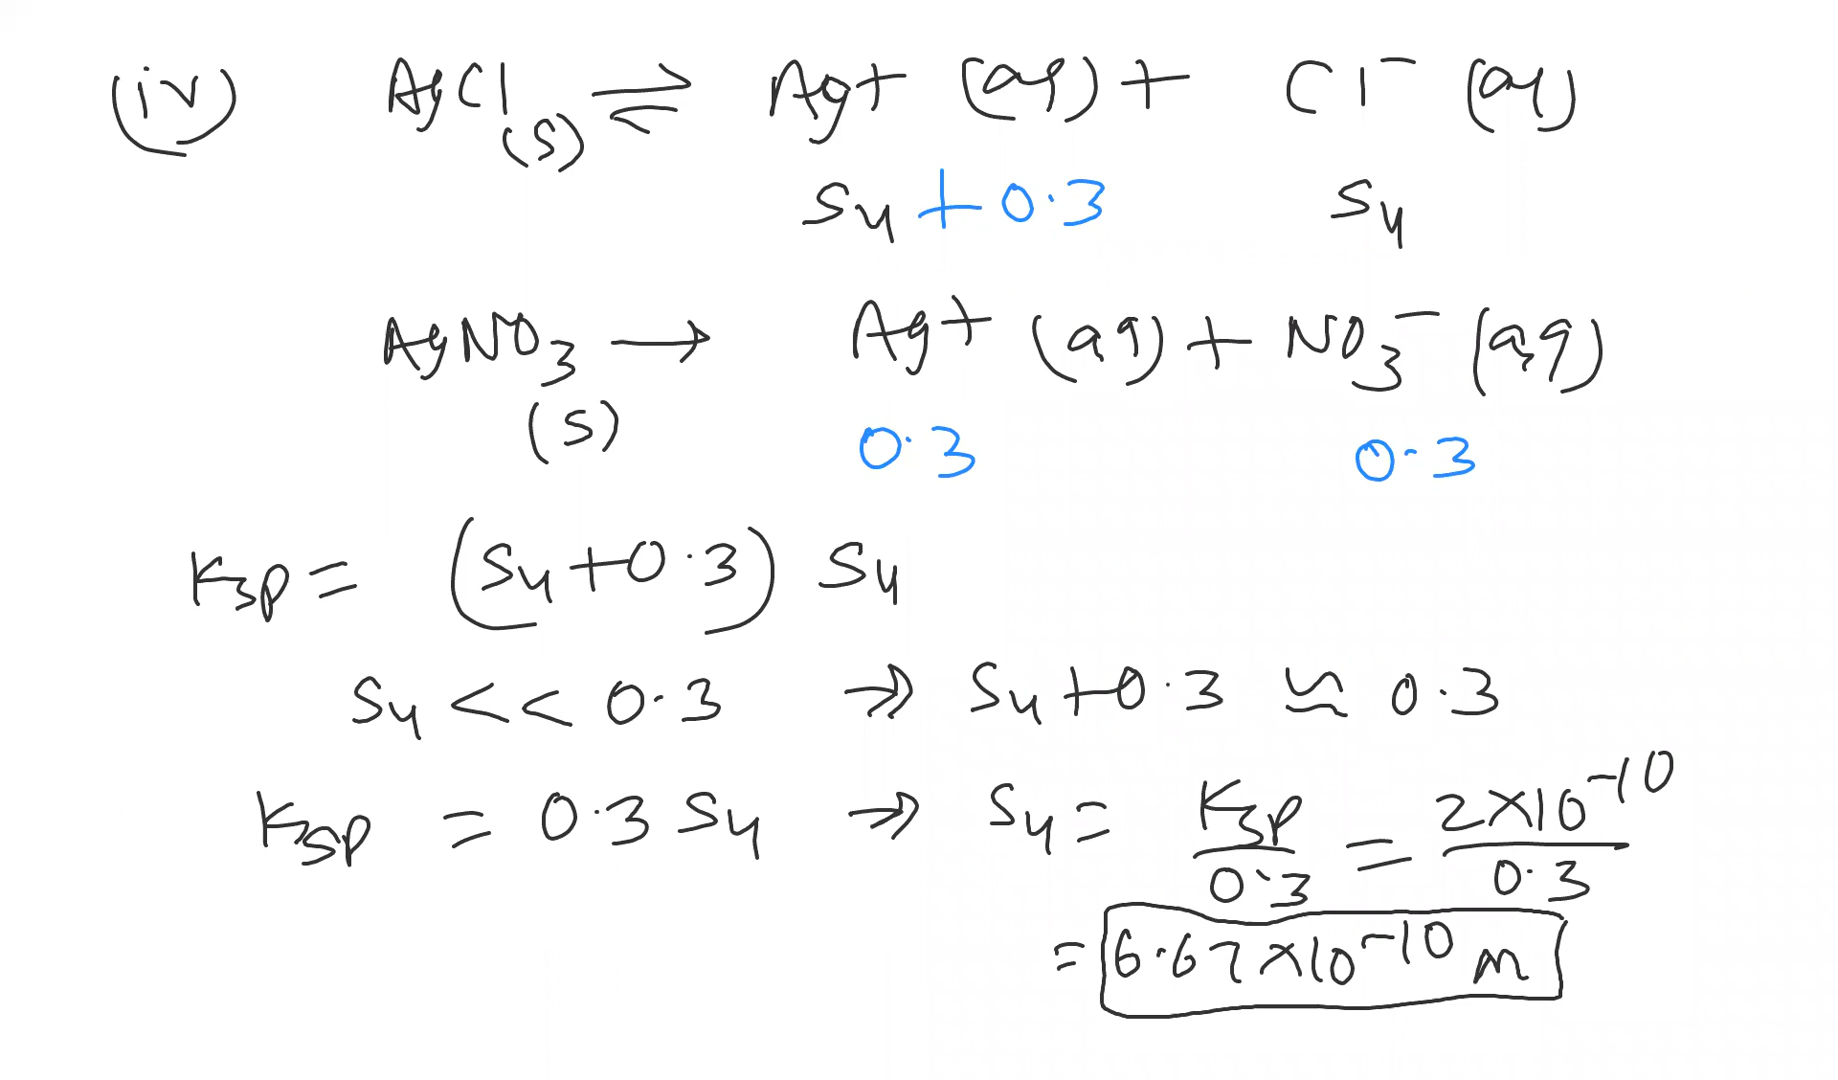 (iv) AgCl(s) ⇌ Ag+ (aq) + Cl⁻ (aq)
S₄ + 0.3 S₄
AgNO₃ (s) → Ag+ (aq) + NO₃⁻ (aq)
0.3 0.3
Ksp = (S₄+0.3) S₄
S₄ << 0.3 ⇒ S₄+0.3 ≃ 0.3
Ksp = 0.3 S₄ ⇒ S₄ = Ksp/0.3 = 2×10⁻¹⁰/0.3
= 6.67×10⁻¹⁰ M